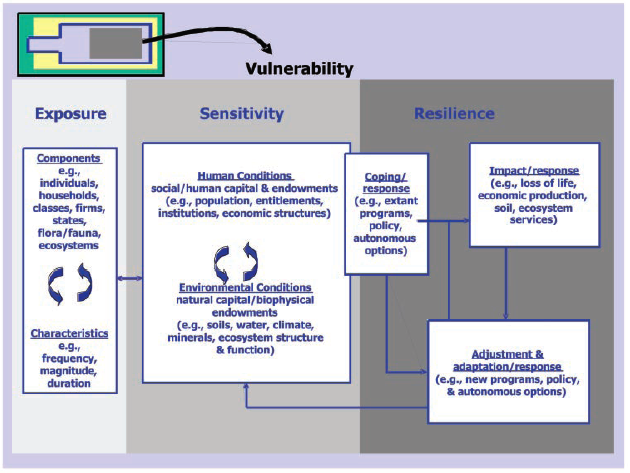 Vulnerability
Exposure
Sensitivity
Resilience
Components
e.g.,
individuals,
households,
classes, firms,
states,
flora/fauna,
ecosystems
Characteristics
e.g.,
frequency,
magnitude,
duration
Human Conditions
social/human capital & endowments
(e.g., population, entitlements,
institutions, economic structures)
Environmental Conditions
natural capital/biophysical
endowments
(e.g., soils, water, climate,
minerals, ecosystem structure
& function)
Coping/
response
(e.g., extant
programs,
policy,
autonomous
options)
Impact/response
(e.g., loss of life,
economic production,
soil, ecosystem
services)
Adjustment &
adaptation/response
(e.g., new programs, policy,
& autonomous options)